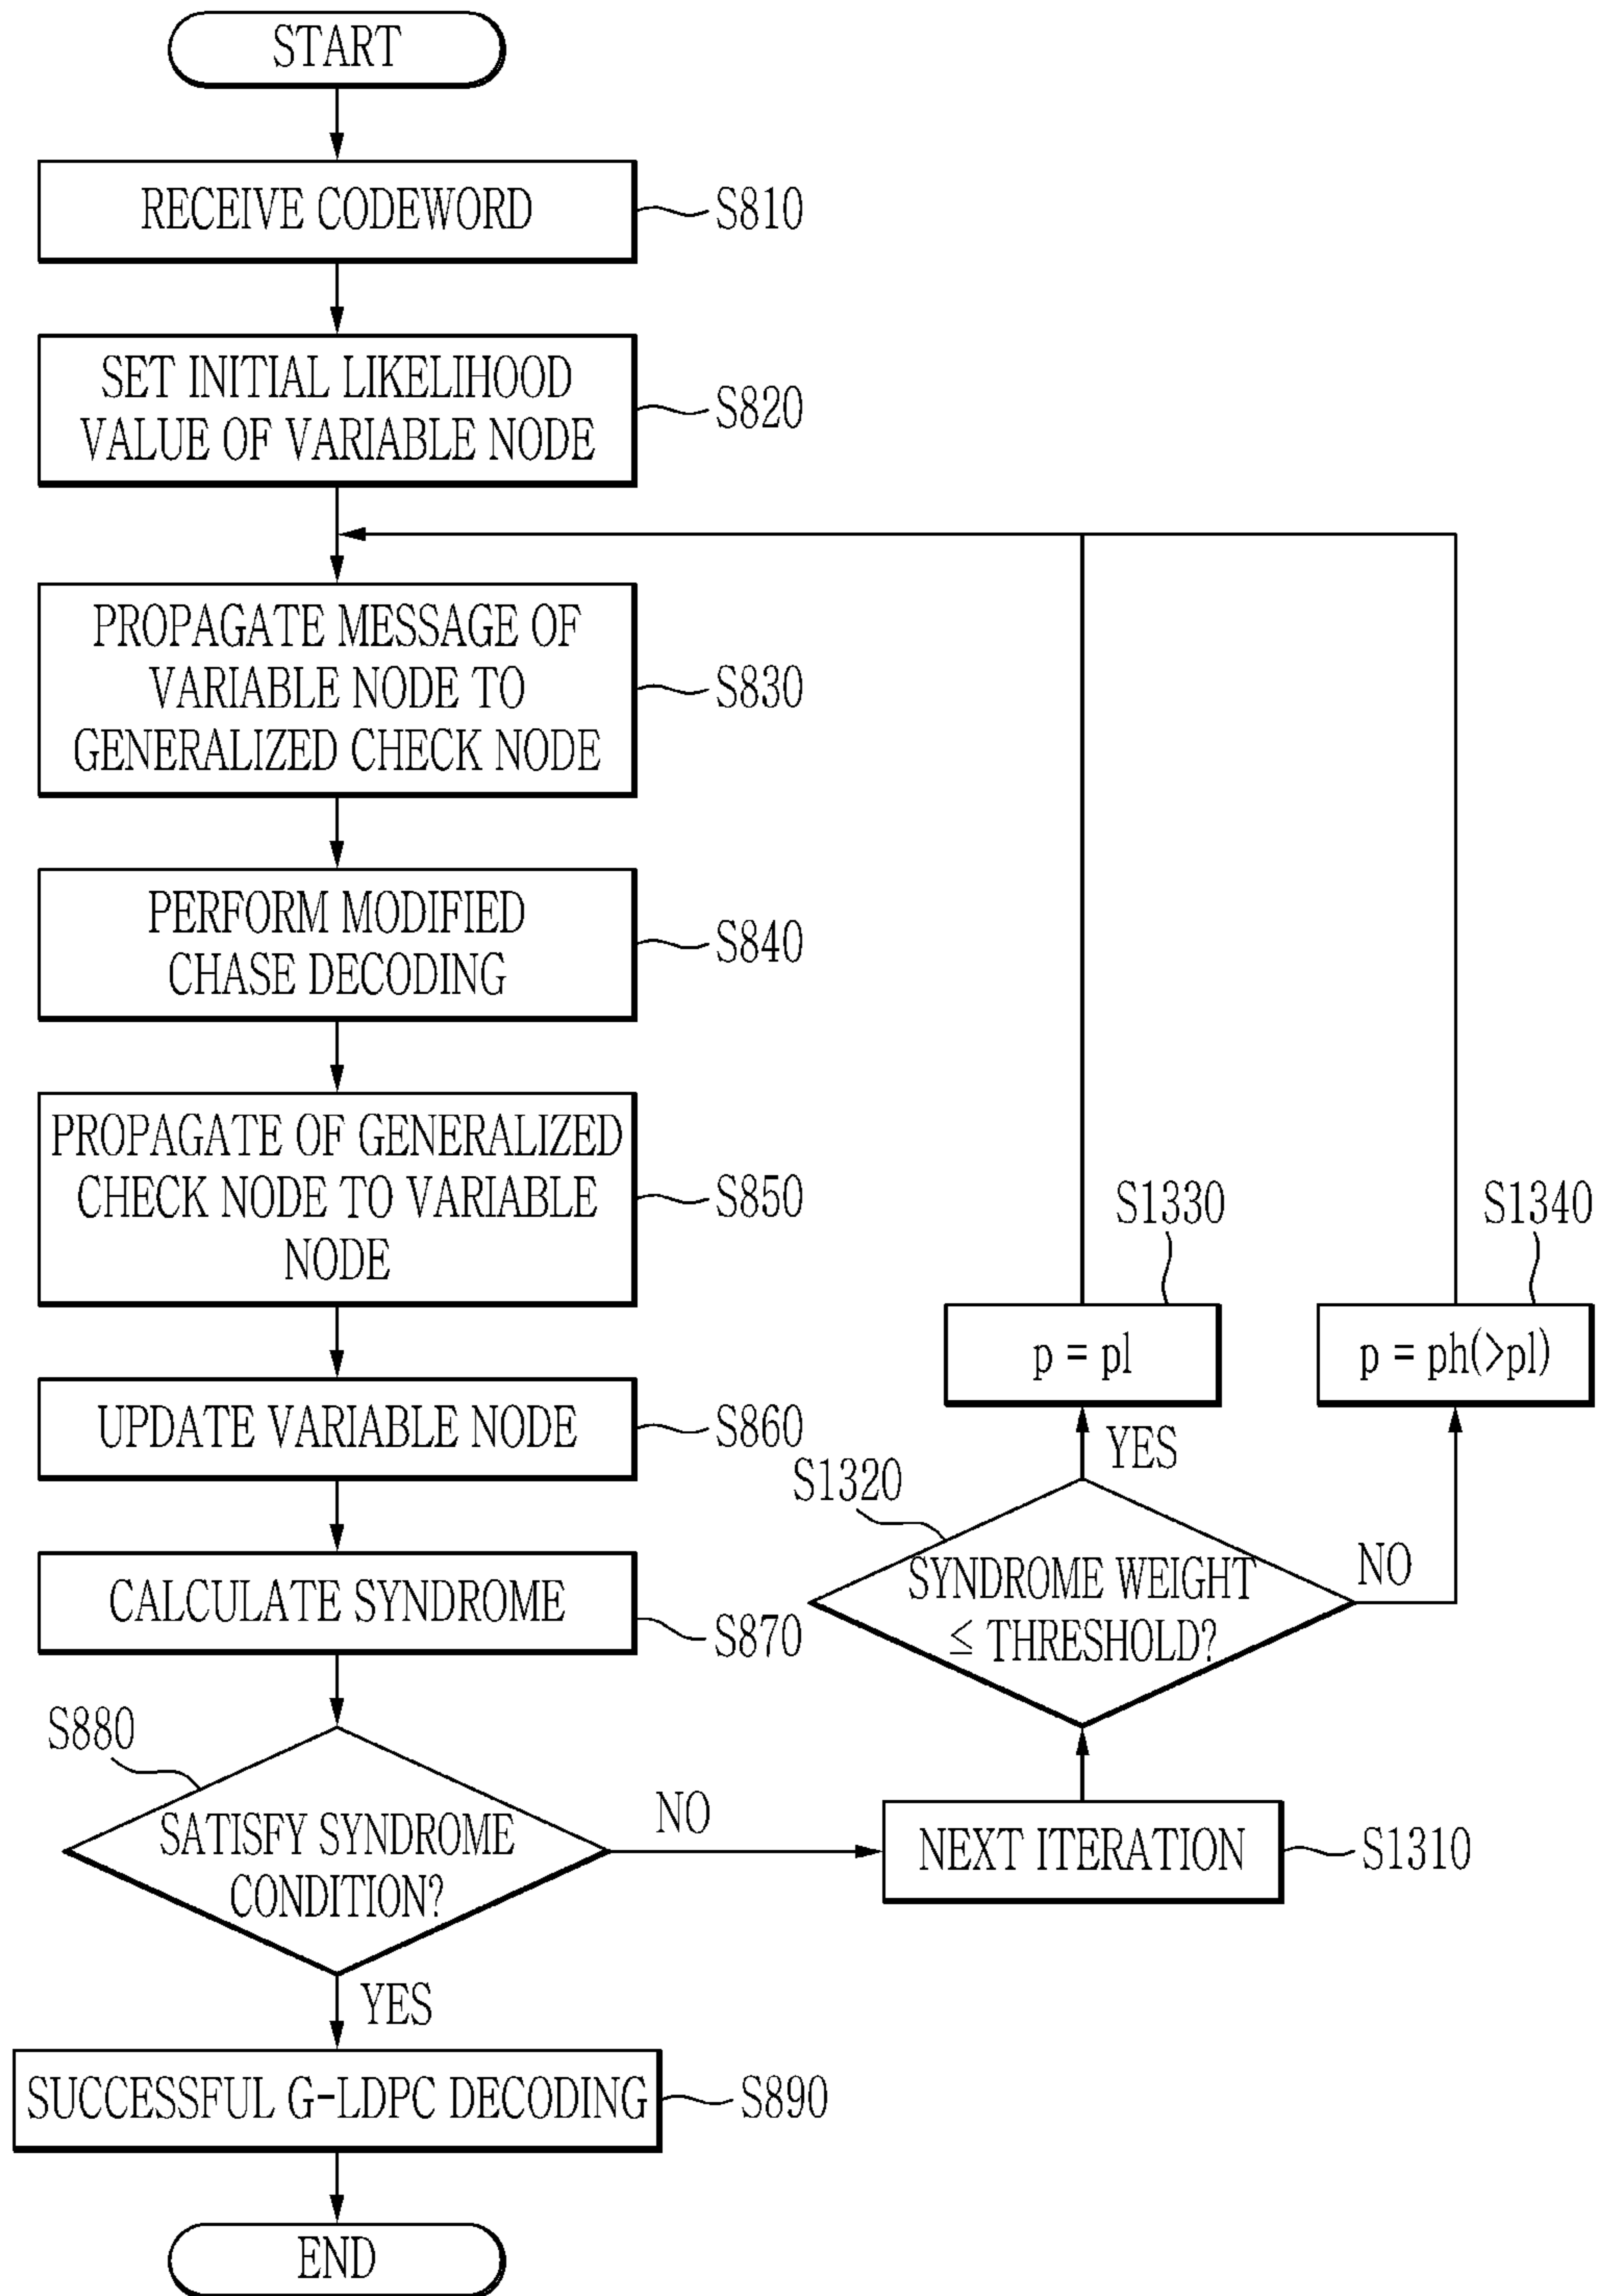 START
RECEIVE CODEWORD
S810
SET INITIAL LIKELIHOOD
VALUE OF VARIABLE NODE
S820
PROPAGATE MESSAGE OF
VARIABLE NODE TO
GENERALIZED CHECK NODE
S830
PERFORM MODIFIED
CHASE DECODING
S840
PROPAGATE OF GENERALIZED
CHECK NODE TO VARIABLE
NODE
S850
UPDATE VARIABLE NODE
S860
CALCULATE SYNDROME
S870
S880
SATISFY SYNDROME
CONDITION?
NO
YES
SUCCESSFUL G-LDPC DECODING
S890
END
NEXT ITERATION
S1310
S1320
SYNDROME WEIGHT
≤ THRESHOLD?
YES
NO
S1330
p = pl
S1340
p = ph(>pl)